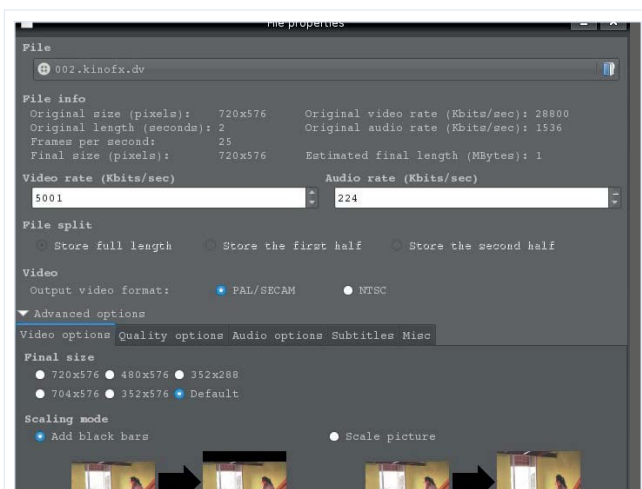 File properties
File
002.kinofx.dv
File info
Original size (pixels): 720x576 Original video rate (Kbits/sec): 28800
Original length (seconds): 2 Original audio rate (Kbits/sec): 1536
Frames per second: 25
Final size (pixels): 720x576 Estimated final length (MBytes): 1
Video rate (Kbits/sec) Audio rate (Kbits/sec)
5001 224
File split
Store full length Store the first half Store the second half
Video
Output video format: PAL/SECAM NTSC
Advanced options
Video options Quality options Audio options Subtitles Misc
Final size
720x576 480x576 352x288
704x576 352x576 Default
Scaling mode
Add black bars Scale picture